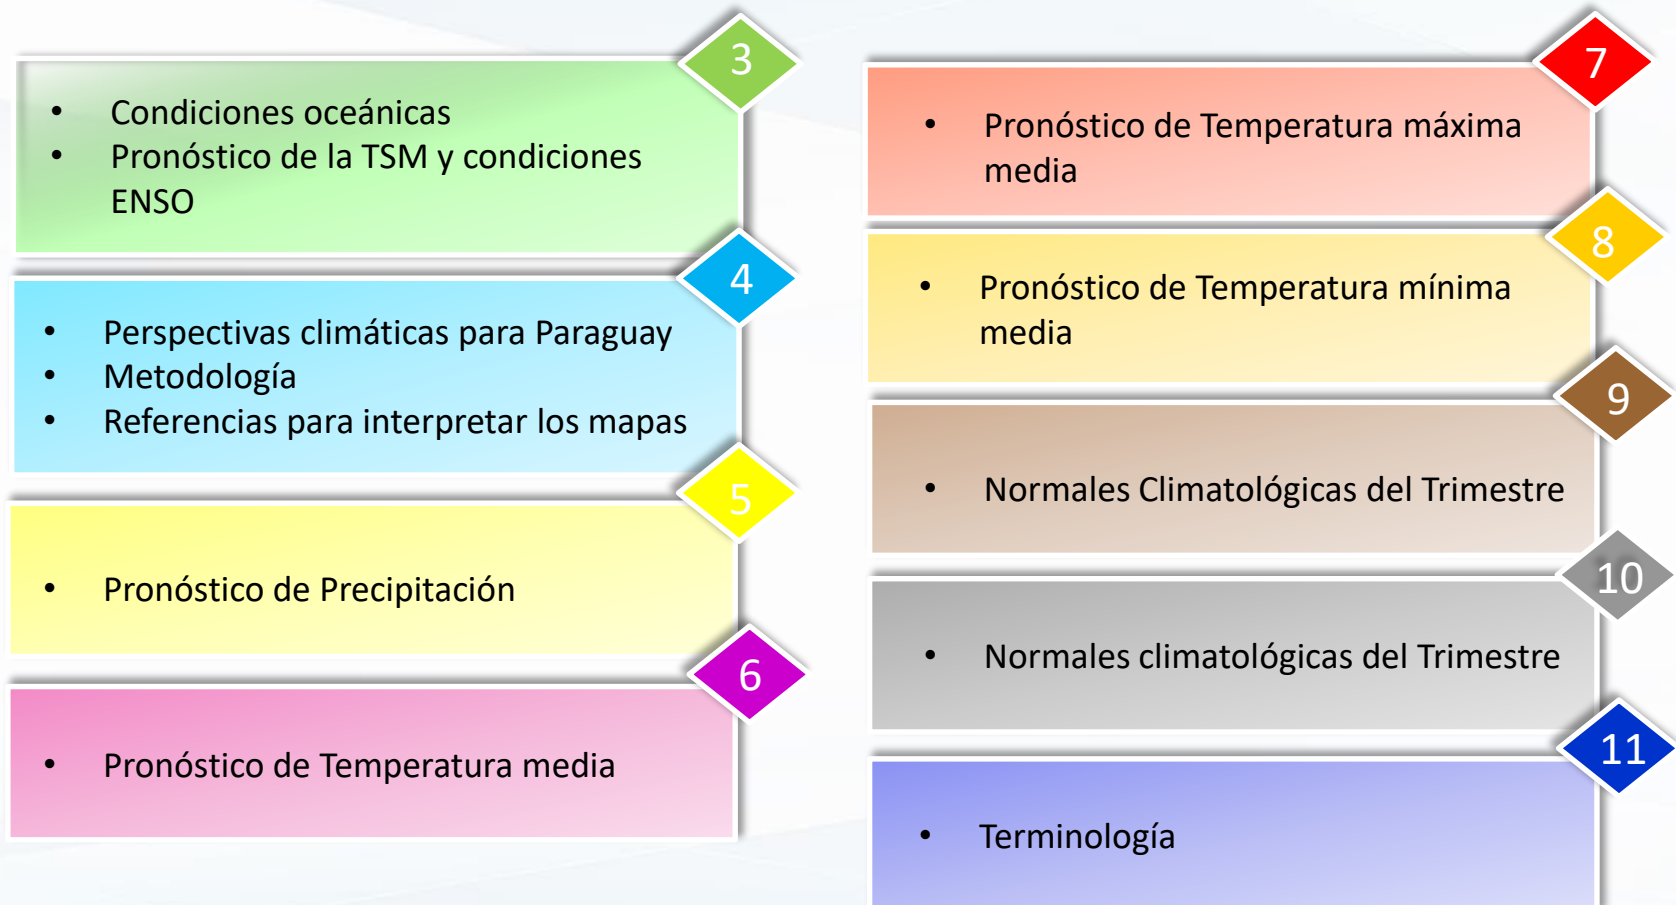 3
• Condiciones oceánicas
• Pronóstico de la TSM y condiciones
ENSO
4
• Perspectivas climáticas para Paraguay
• Metodología
• Referencias para interpretar los mapas
5
• Pronóstico de Precipitación
6
• Pronóstico de Temperatura media
7
• Pronóstico de Temperatura máxima
media
8
• Pronóstico de Temperatura mínima
media
9
• Normales Climatológicas del Trimestre
10
• Normales climatológicas del Trimestre
11
• Terminología